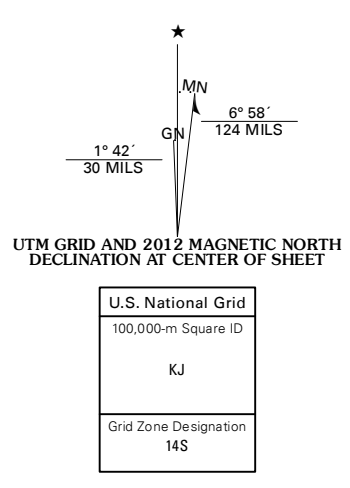 ★
MN
6° 58´
124 MILS
GN
1° 42´
30 MILS
UTM GRID AND 2012 MAGNETIC NORTH
DECLINATION AT CENTER OF SHEET
U.S. National Grid
100,000-m Square ID
KJ
Grid Zone Designation
14S